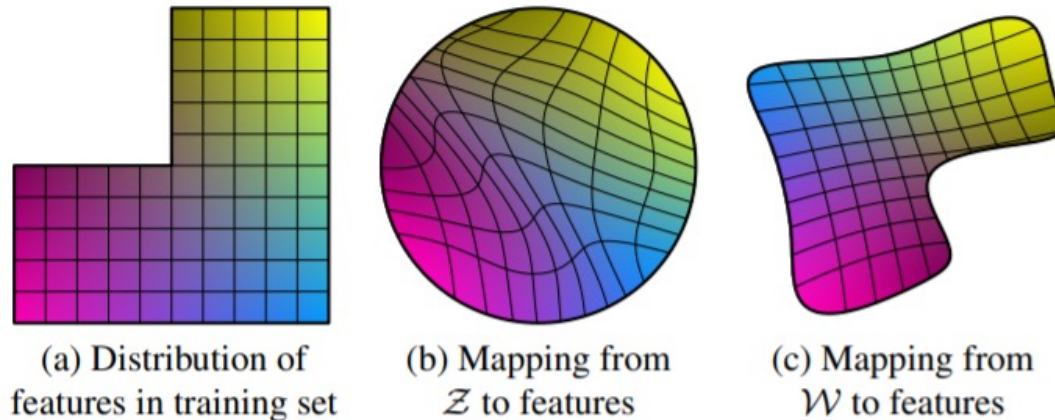 (a) Distribution of
features in training set
(b) Mapping from
𝒵 to features
(c) Mapping from
𝒲 to features